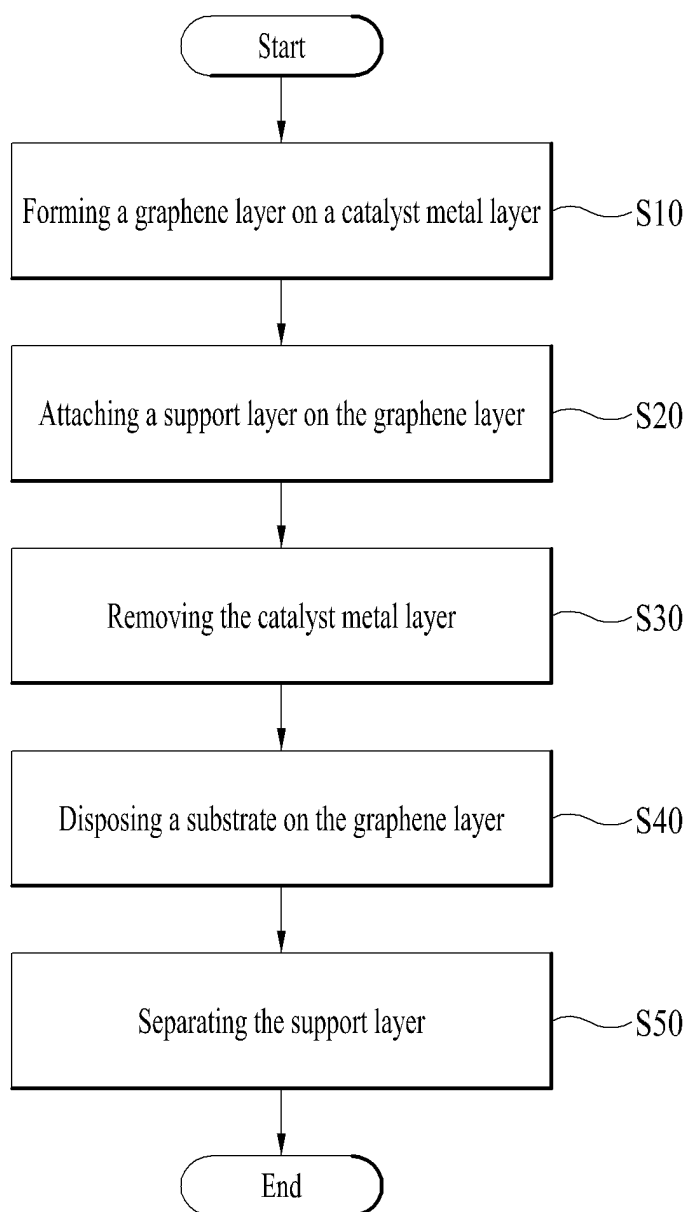 Start
Forming a graphene layer on a catalyst metal layer
S10
Attaching a support layer on the graphene layer
S20
Removing the catalyst metal layer
S30
Disposing a substrate on the graphene layer
S40
Separating the support layer
S50
End